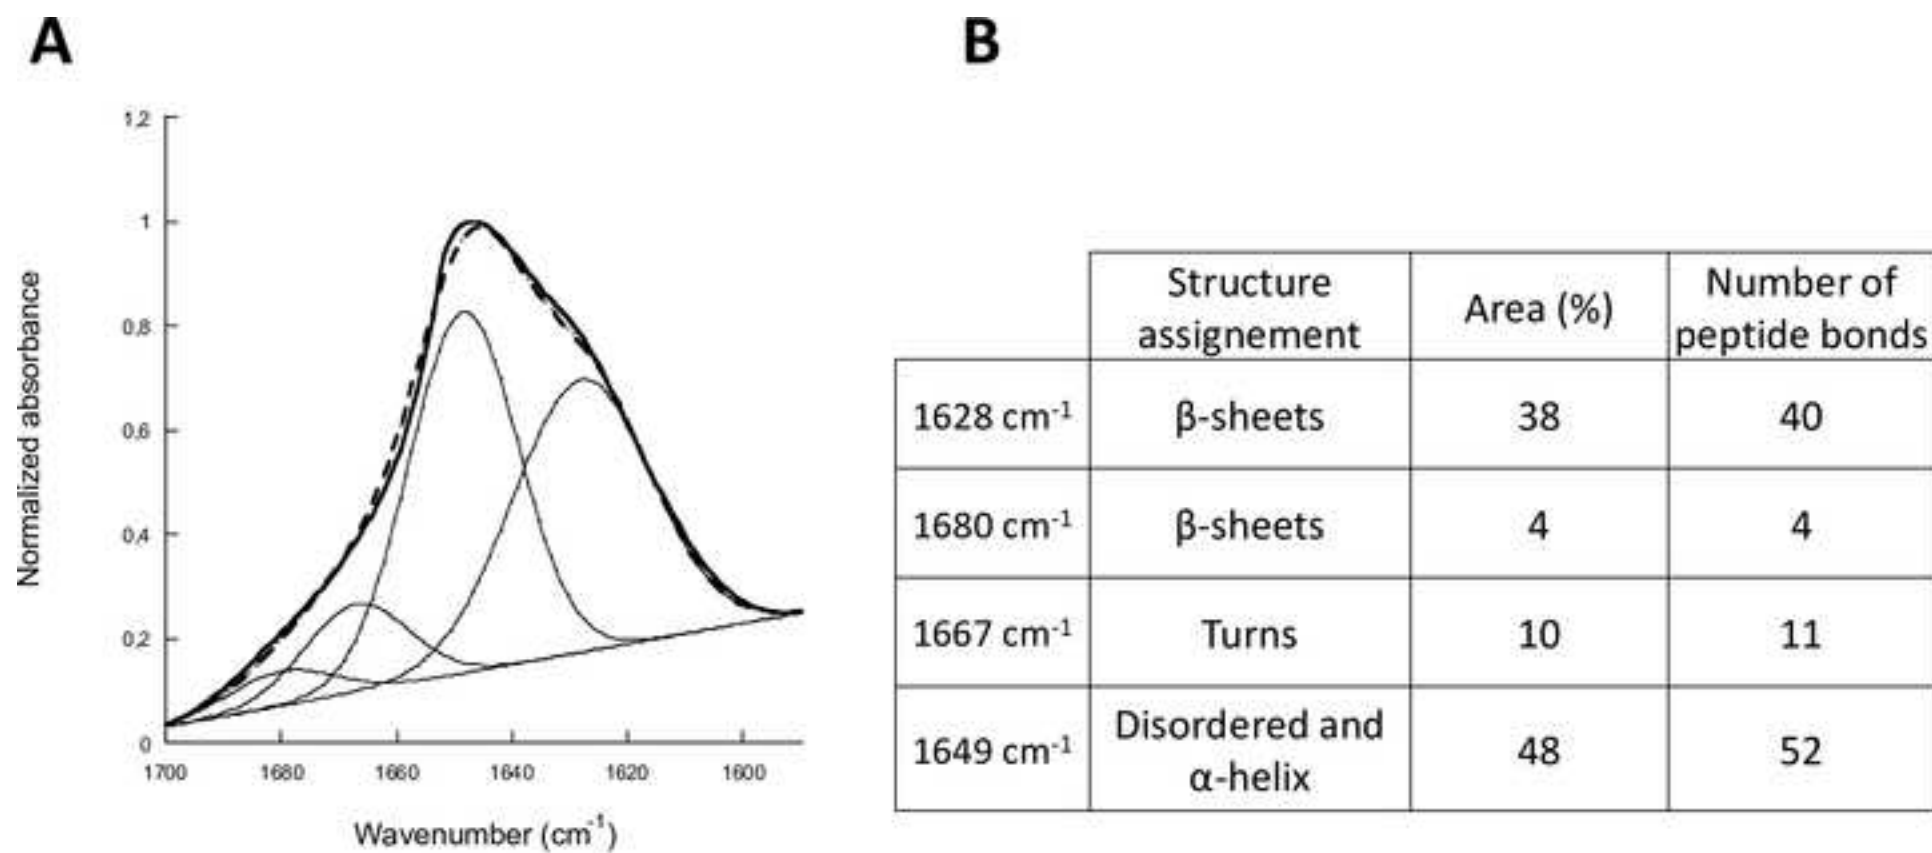 A
B
1,2
1
0,8
0,6
0,4
0,2
0
Normalized absorbance
1700 1680 1660 1640 1620 1600
Wavenumber (cm-1)
Structure assignement Area (%) Number of peptide bonds
1628 cm-1 β-sheets 38 40
1680 cm-1 β-sheets 4 4
1667 cm-1 Turns 10 11
1649 cm-1 Disordered and α-helix 48 52